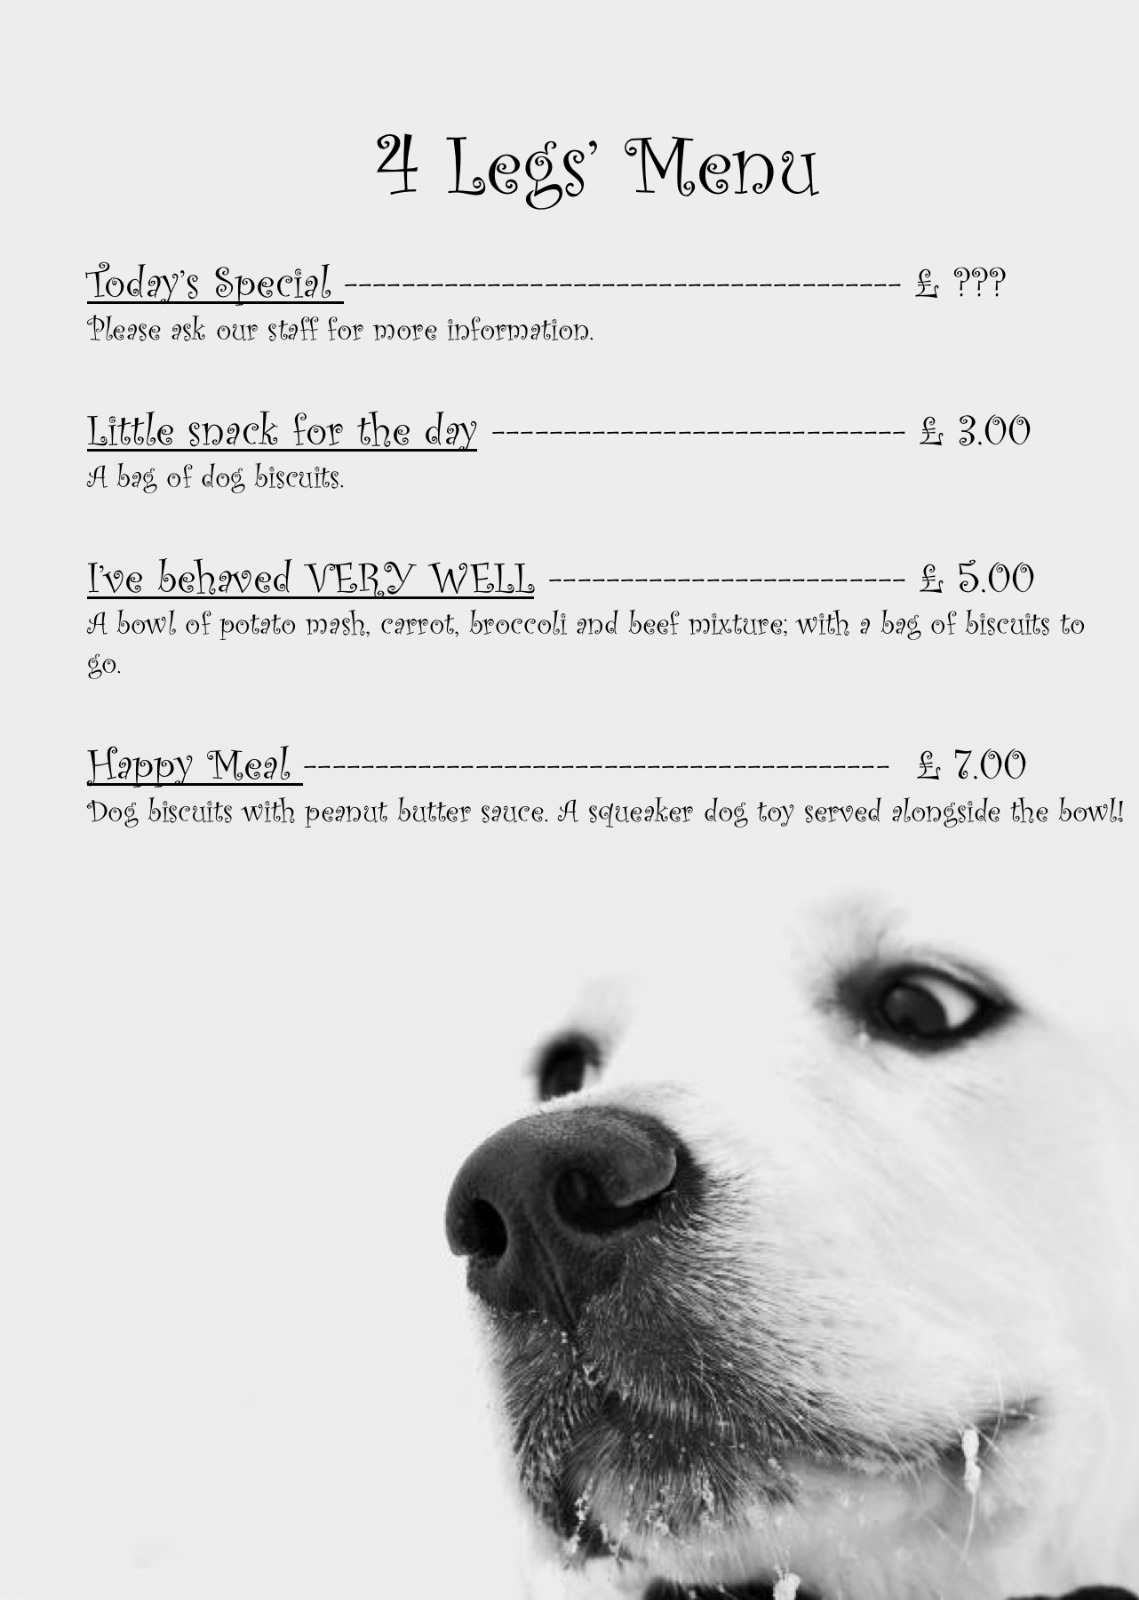 4 Legs’ Menu
Today’s Special --------------------------------------- £ ???
Please ask our staff for more information.
Little snack for the day ----------------------------- £ 3.00
A bag of dog biscuits.
I’ve behaved VERY WELL ------------------------- £ 5.00
A bowl of potato mash, carrot, broccoli and beef mixture; with a bag of biscuits to
go.
Happy Meal ----------------------------------------- £ 7.00
Dog biscuits with peanut butter sauce. A squeaker dog toy served alongside the bowl!